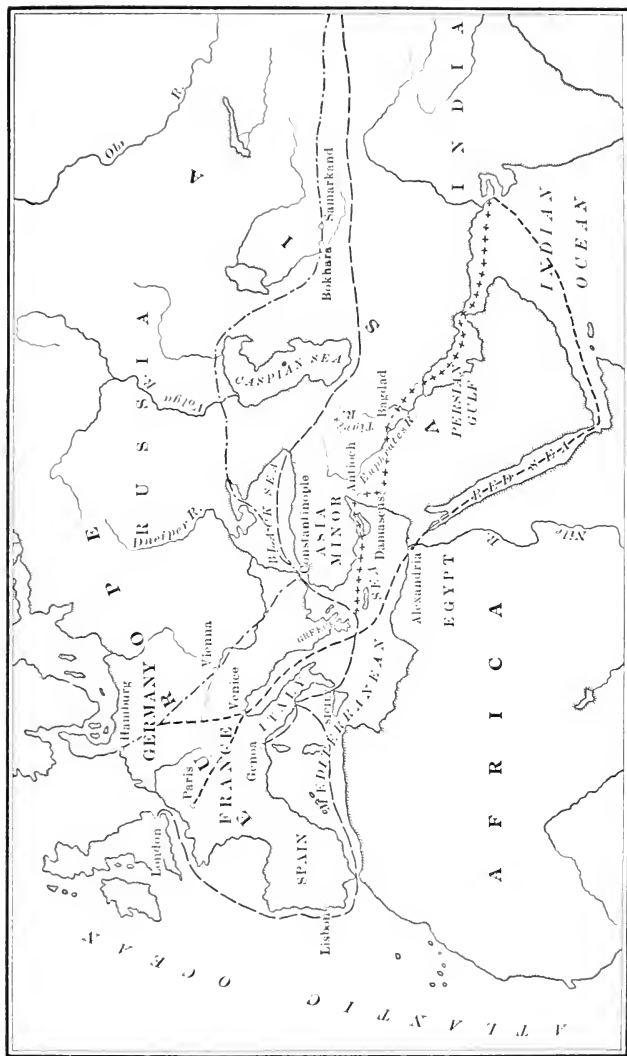 ATLANTIC OCEAN
EUROPE
RUSSIA
ASIA
AFRICA
INDIA
INDIAN
OCEAN
London
Hamburg
GERMANY
Paris
FRANCE
Vienna
Venice
Genoa
ITALY
SICILY
SPAIN
Lisbon
MEDITERRANEAN
SEA
GREECE
Constantinople
BLACK SEA
ASIA
MINOR
Dneiper R.
Volga
Obi R.
CASPIAN SEA
Bokhara
Samarkand
Antioch
Damascus
Euphrates R.
Tigris R.
Bagdad
PERSIAN
GULF
Alexandria
EGYPT
Nile R.
RED SEA